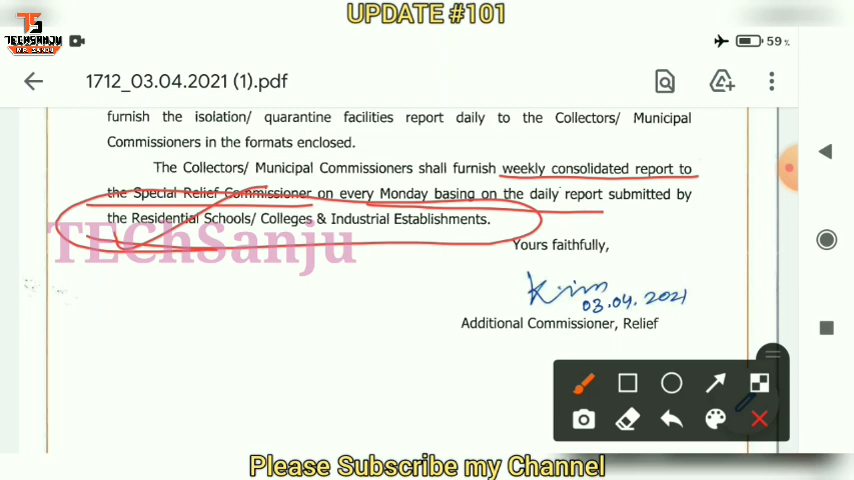 UPDATE #101
TS
TECHSANJU
MR. SANJU
59%
1712_03.04.2021 (1).pdf
furnish the isolation/ quarantine facilities report daily to the Collectors/ Municipal
Commissioners in the formats enclosed.
The Collectors/ Municipal Commissioners shall furnish weekly consolidated report to
the Special Relief Commissioner on every Monday basing on the daily report submitted by
the Residential Schools/ Colleges & Industrial Establishments.
TEChSanju
Yours faithfully,
03.04.2021
Additional Commissioner, Relief
Please Subscribe my Channel